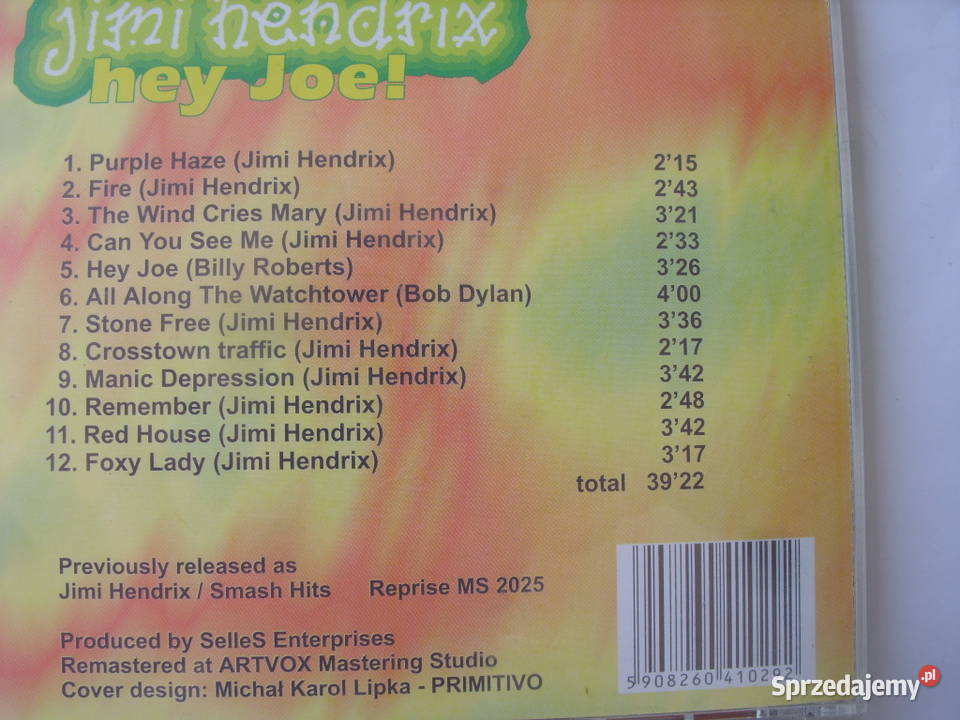 jimi hendrix
hey Joe!
1. Purple Haze (Jimi Hendrix) 2'15
2. Fire (Jimi Hendrix) 2'43
3. The Wind Cries Mary (Jimi Hendrix) 3'21
4. Can You See Me (Jimi Hendrix) 2'33
5. Hey Joe (Billy Roberts) 3'26
6. All Along The Watchtower (Bob Dylan) 4'00
7. Stone Free (Jimi Hendrix) 3'36
8. Crosstown traffic (Jimi Hendrix) 2'17
9. Manic Depression (Jimi Hendrix) 3'42
10. Remember (Jimi Hendrix) 2'48
11. Red House (Jimi Hendrix) 3'42
12. Foxy Lady (Jimi Hendrix) 3'17
total 39'22
Previously released as
Jimi Hendrix / Smash Hits Reprise MS 2025
Produced by SelleS Enterprises
Remastered at ARTVOX Mastering Studio
Cover design: Michał Karol Lipka - PRIMITIVO
5 908260 410202
Sprzedajemy.pl